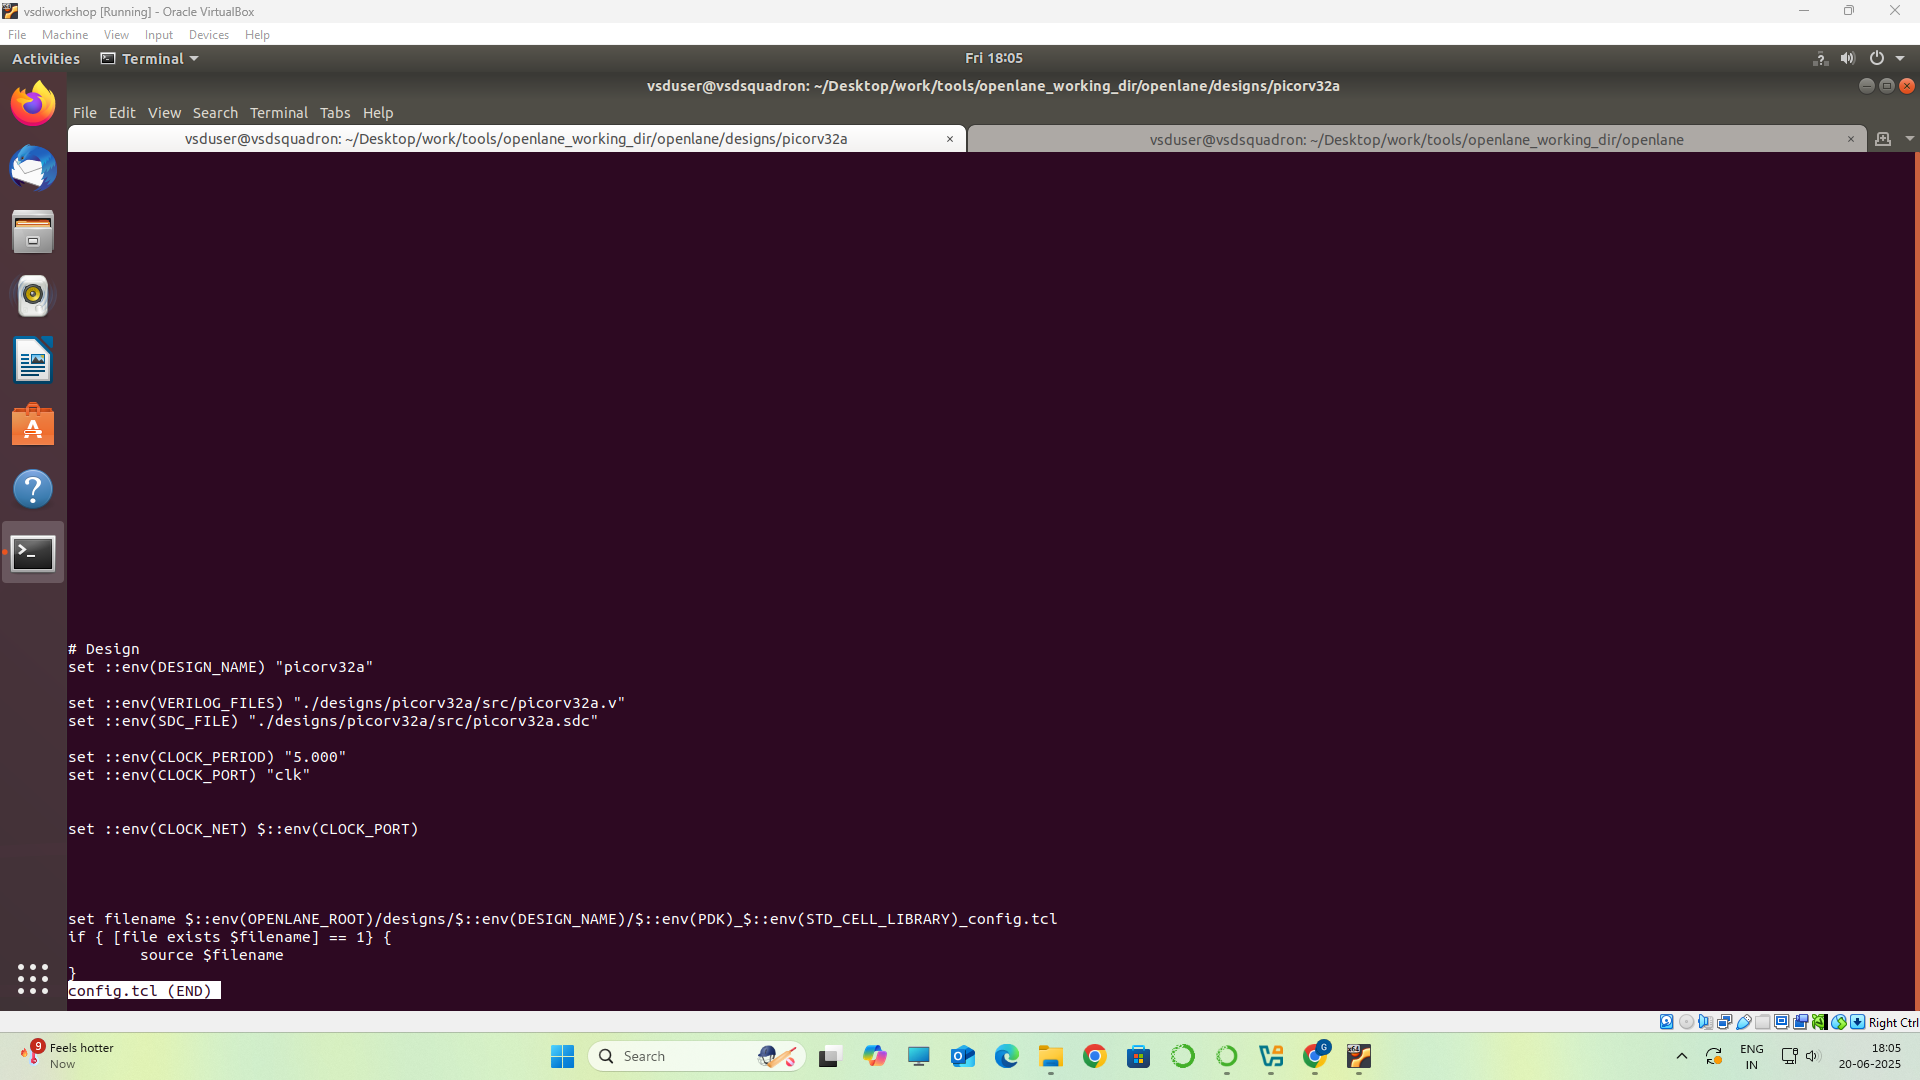 vsdiworkshop [Running] - Oracle VirtualBox
File Machine View Input Devices Help
Activities Terminal Fri 18:05
vsduser@vsdsquadron: ~/Desktop/work/tools/openlane_working_dir/openlane/designs/picorv32a
File Edit View Search Terminal Tabs Help
vsduser@vsdsquadron: ~/Desktop/work/tools/openlane_working_dir/openlane/designs/picorv32a × vsduser@vsdsquadron: ~/Desktop/work/tools/openlane_working_dir/openlane ×
# Design
set ::env(DESIGN_NAME) "picorv32a"
set ::env(VERILOG_FILES) "./designs/picorv32a/src/picorv32a.v"
set ::env(SDC_FILE) "./designs/picorv32a/src/picorv32a.sdc"
set ::env(CLOCK_PERIOD) "5.000"
set ::env(CLOCK_PORT) "clk"
set ::env(CLOCK_NET) $::env(CLOCK_PORT)
set filename $::env(OPENLANE_ROOT)/designs/$::env(DESIGN_NAME)/$::env(PDK)_$::env(STD_CELL_LIBRARY)_config.tcl
if { [file exists $filename] == 1} {
source $filename
}
config.tcl (END)
Right Ctrl
9 Feels hotter
Now
Search
G
x64
ENG
IN
18:05
20-06-2025